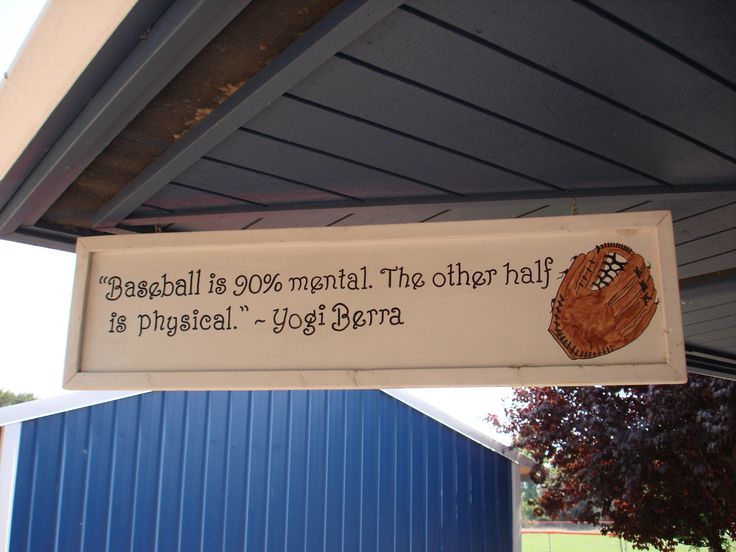 “Baseball is 90% mental. The other half
is physical.” ~ Yogi Berra